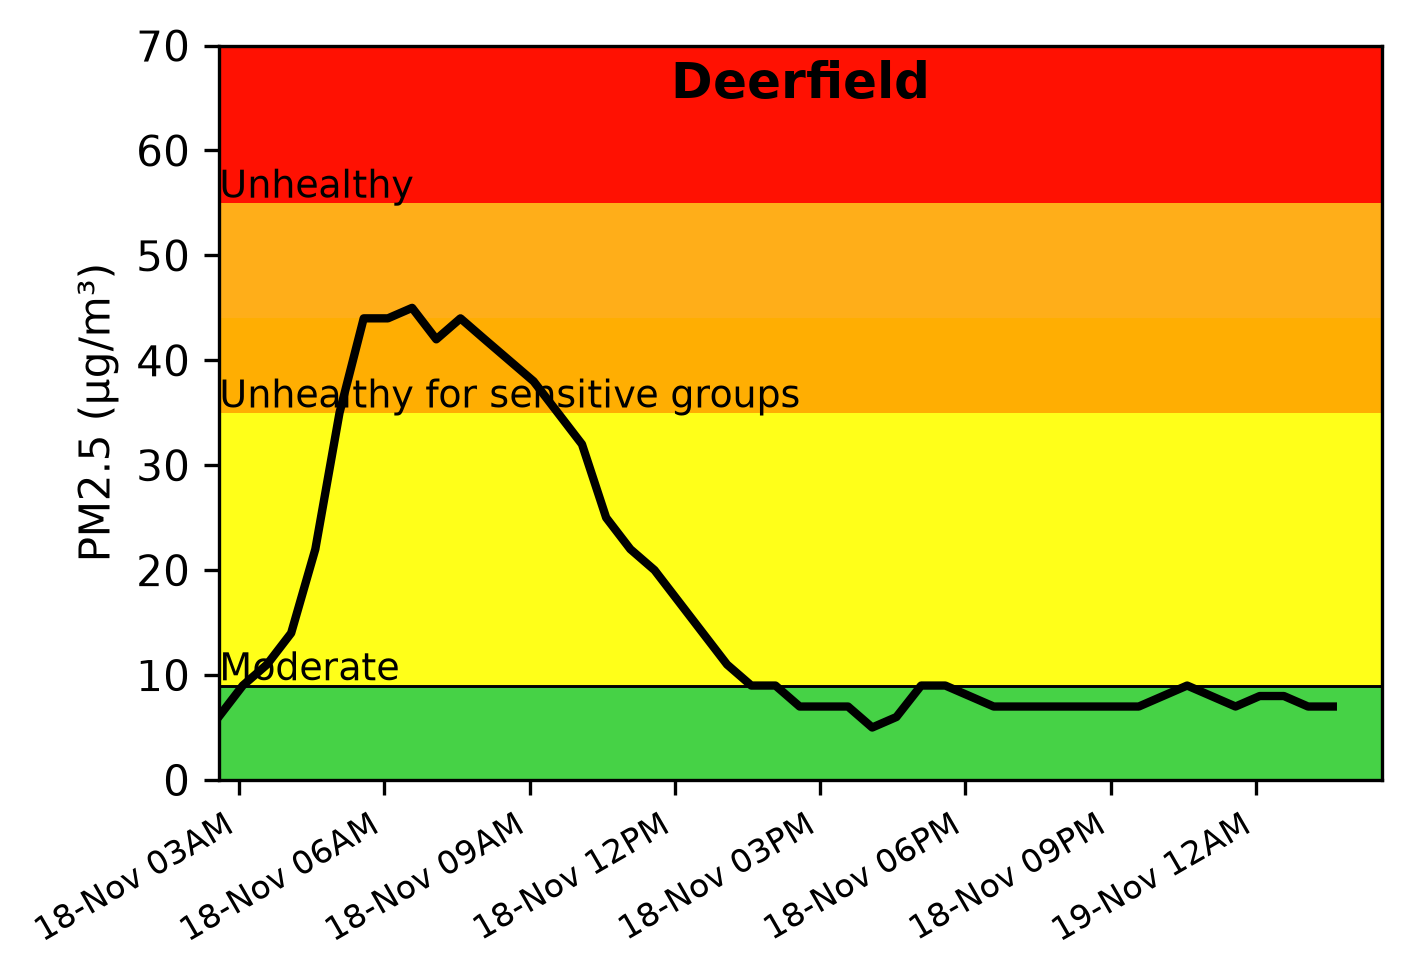 Deerfield
70
60
50
40
30
20
10
0
PM2.5 (µg/m³)
Unhealthy
Unhealthy for sensitive groups
Moderate
18-Nov 03AM
18-Nov 06AM
18-Nov 09AM
18-Nov 12PM
18-Nov 03PM
18-Nov 06PM
18-Nov 09PM
19-Nov 12AM